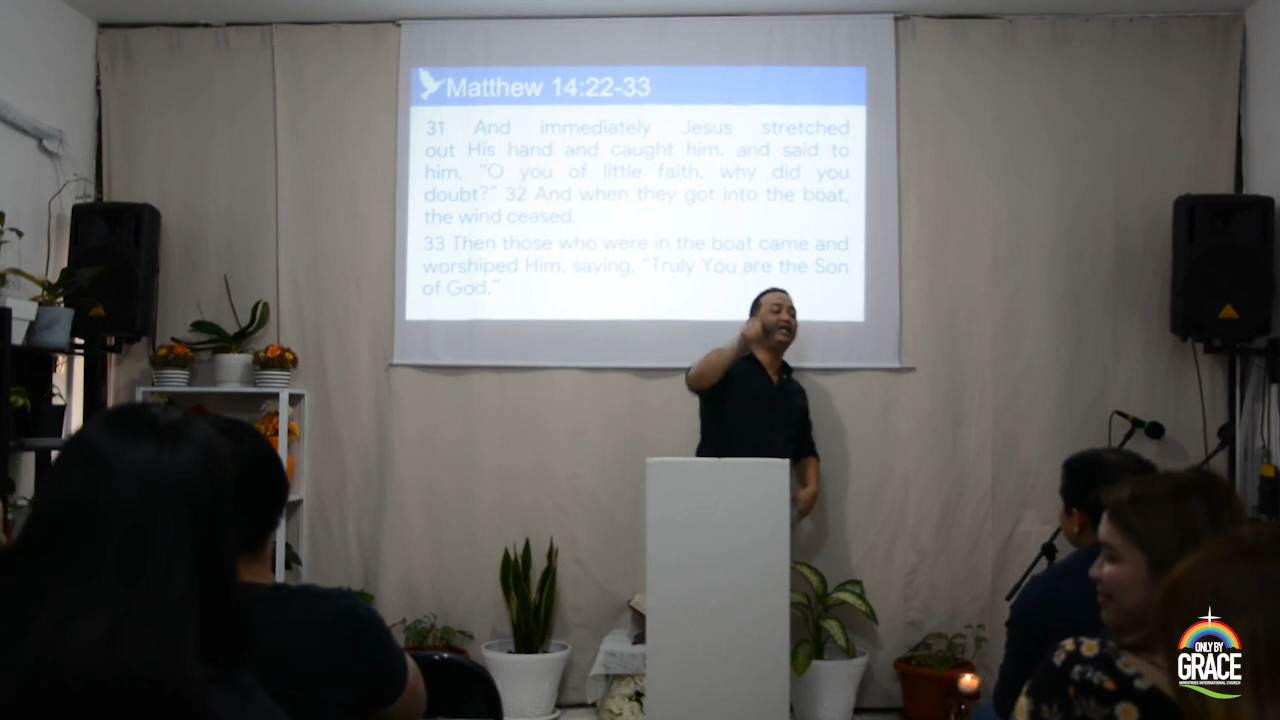 Matthew 14:22-33
31 And immediately Jesus stretched
out His hand and caught him, and said to
him, "O you of little faith, why did you
doubt?" 32 And when they got into the boat,
the wind ceased.
33 Then those who were in the boat came and
worshiped Him, saying, "Truly You are the Son
of God."
ONLY BY
GRACE
MINISTRIES INTERNATIONAL CHURCH